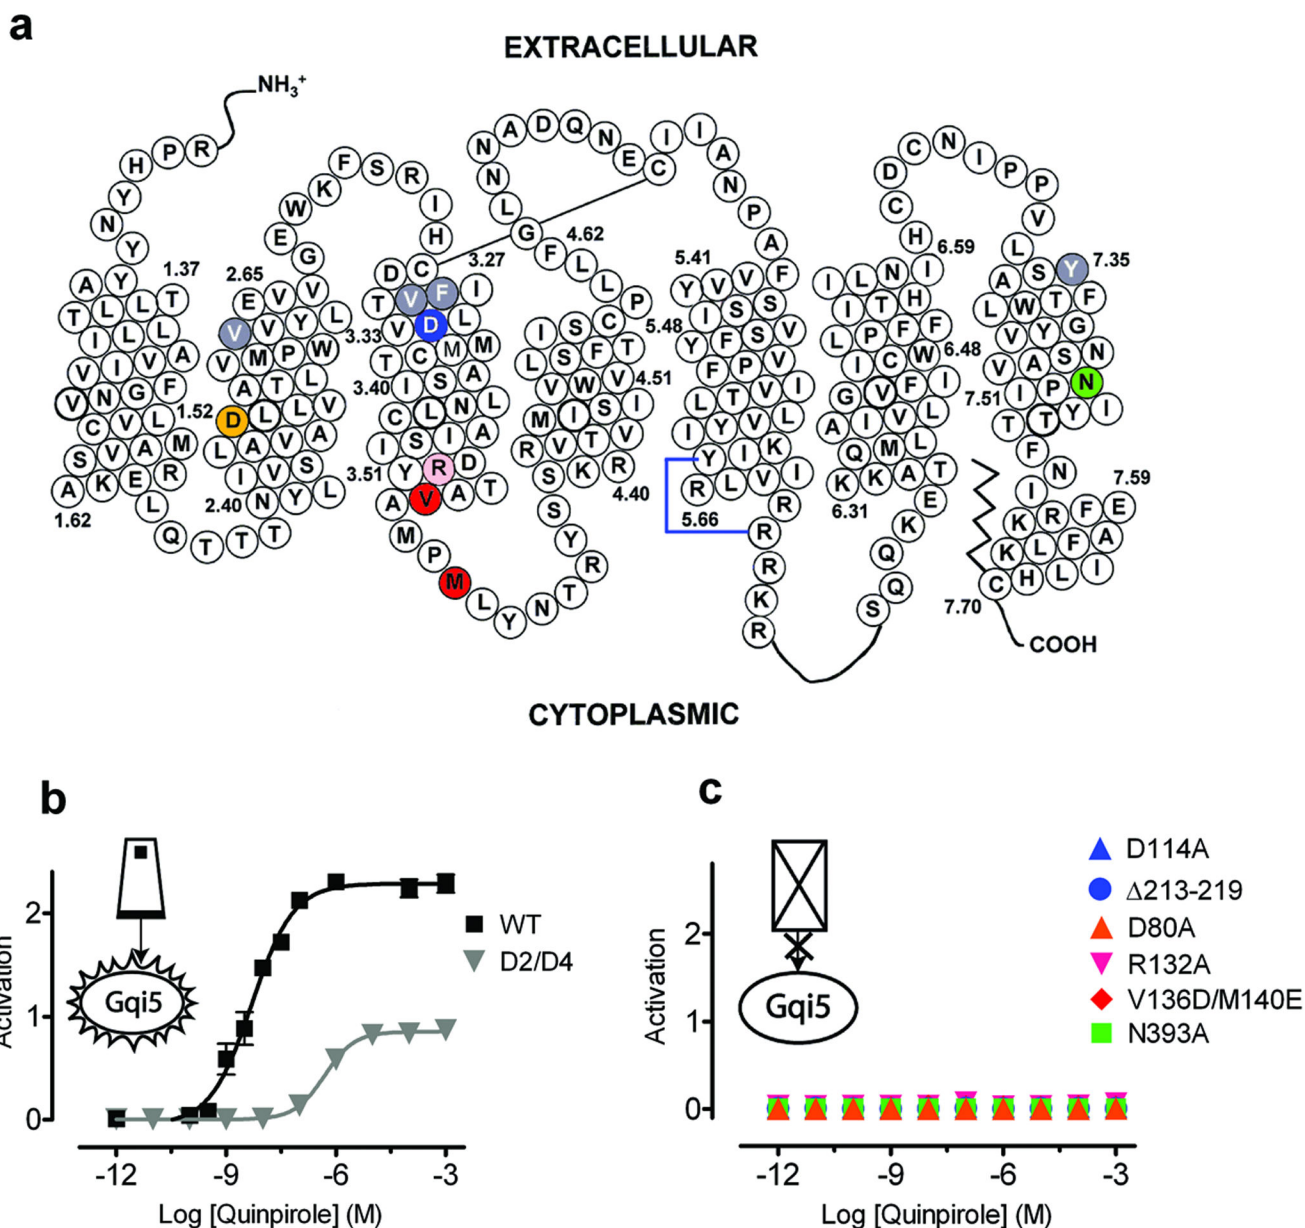 a
EXTRACELLULAR
NH₃⁺
R P H Y N Y
Y A
T L L T 1.37
I L L
V I V A
V N G F
C V L
S V A M
A K E R
1.62
L Q T T T
2.65
E V V
V V Y L
V M P W
A T L
1.52 D L L V
L A V A
I V S
2.40 N Y L
G E W K F S R I H
D C 3.27
T V F I
3.33 V D L
T C M M
3.40 I S A
C L N L
I S I A
3.51 Y R D
A V A T
M P M L Y N T R Y S
4.62
P L L F G L N N A D Q N E C I I A N P A
I S C
L S F T
V W V 4.51
M I S I
R V T V
S K R
4.40
5.41
Y V V F
I S S
5.48 Y F S V
F P V
L T V I
I Y V L
Y I K
R L V I
5.66
R R R K R
S Q Q K E
6.59
I L N I
I T H
L P F F
I C W 6.48
G V F I
A I V L
Q M L
K K A T
6.31
H C D C N I P P V L
A S Y 7.35
L W T F
V Y G
V A S N
7.51 I P N
T T Y I
F N I
7.59
K R F E
K L F A
C H L I
7.70
COOH
CYTOPLASMIC
b
Activation
2
1
0
Gqi5
WT
D2/D4
-12 -9 -6 -3
Log [Quinpirole] (M)
c
Activation
2
1
0
Gqi5
D114A
Δ213-219
D80A
R132A
V136D/M140E
N393A
-12 -9 -6 -3
Log [Quinpirole] (M)